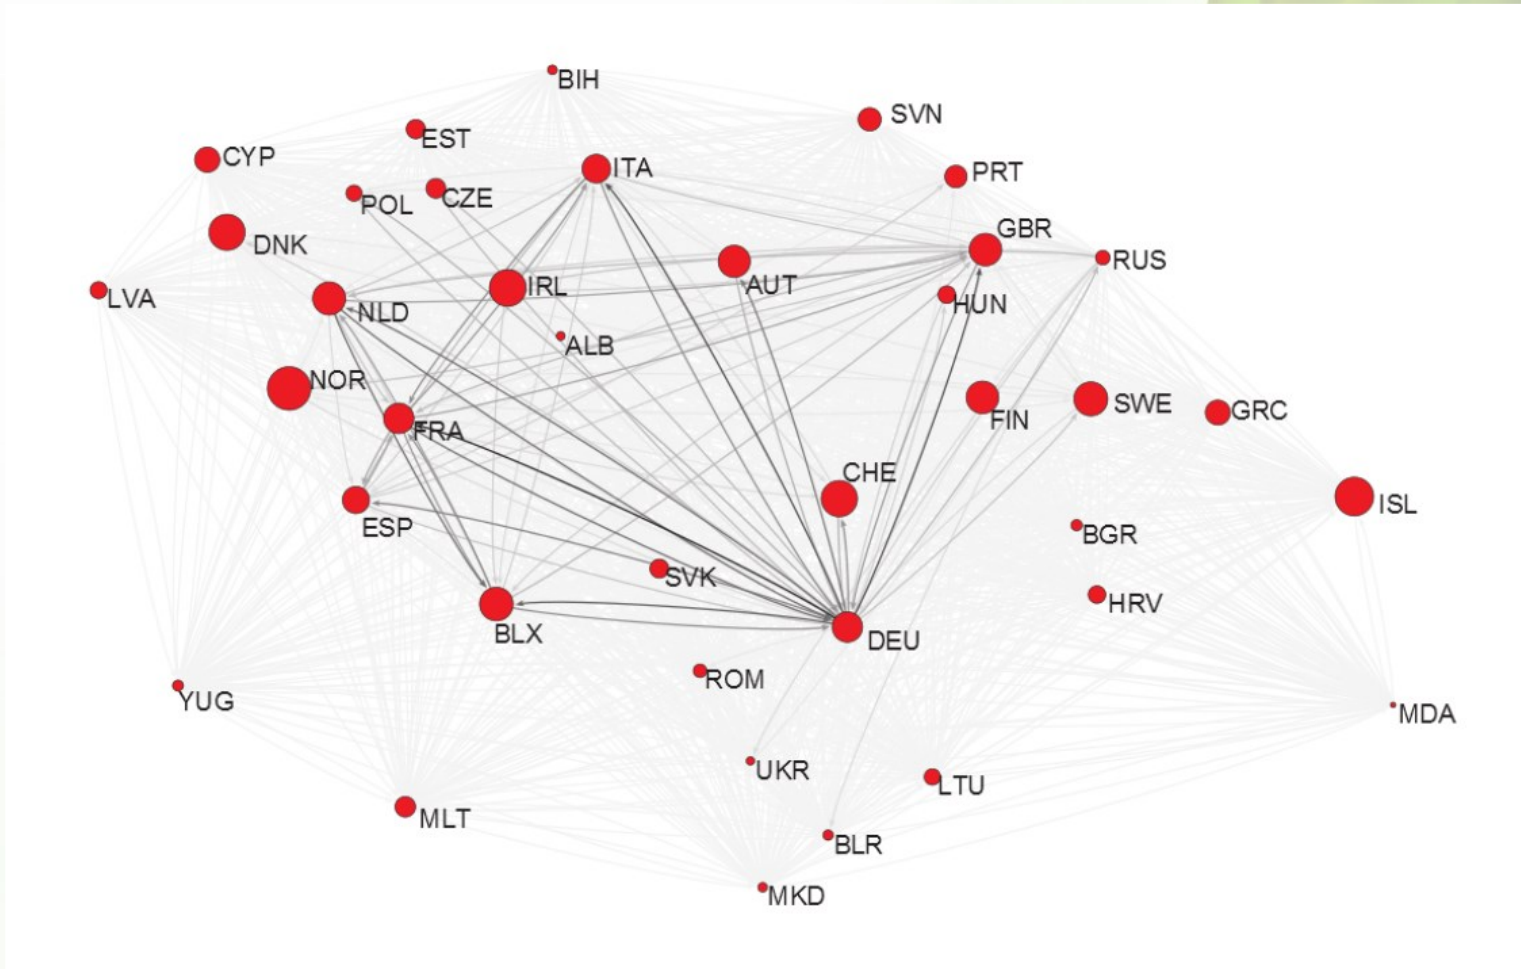 BIH
SVN
EST
CYP
ITA
PRT
POL
CZE
GBR
DNK
RUS
IRL
AUT
LVA
NLD
HUN
ALB
NOR
SWE
GRC
FIN
FRA
CHE
ISL
ESP
BGR
SVK
HRV
BLX
DEU
ROM
YUG
MDA
UKR
LTU
MLT
BLR
MKD